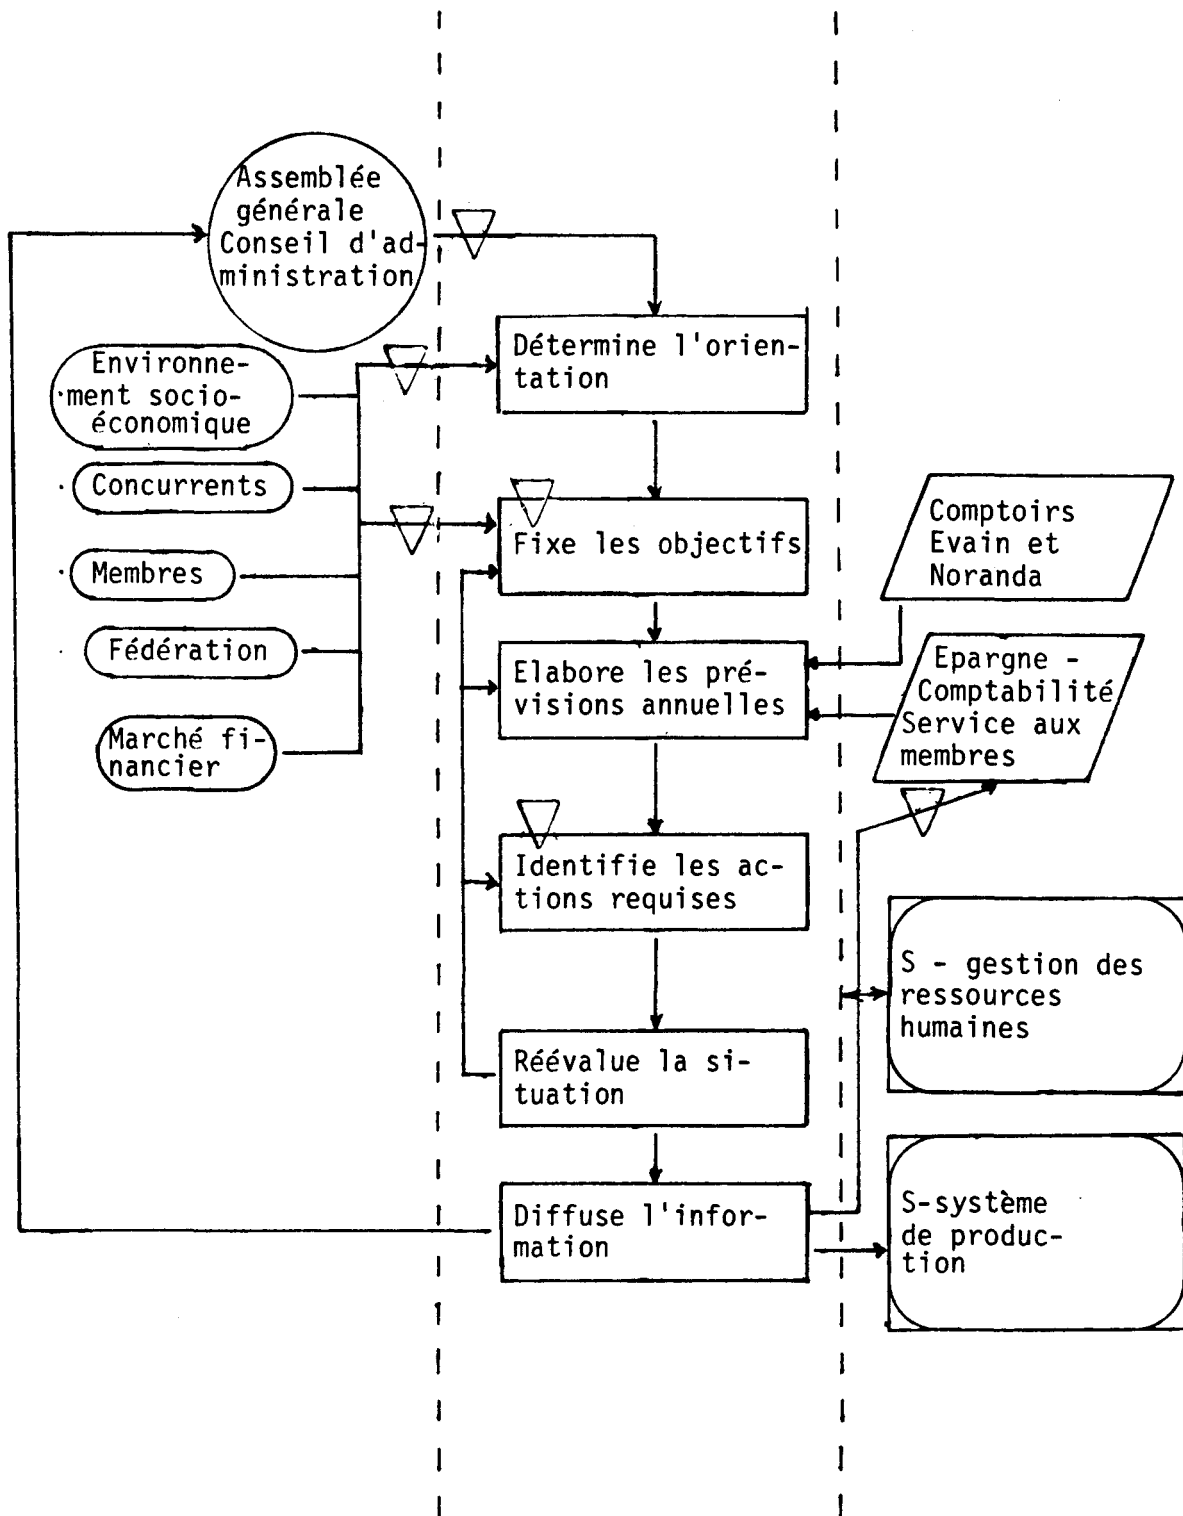 Assemblée
générale
Conseil d'ad-
ministration
Environne-
ment socio-
économique
Concurrents
Membres
Fédération
Marché fi-
nancier
Détermine l'orien-
tation
Fixe les objectifs
Elabore les pré-
visions annuelles
Identifie les ac-
tions requises
Réévalue la si-
tuation
Diffuse l'infor-
mation
Comptoirs
Evain et
Noranda
Epargne -
Comptabilité
Service aux
membres
S - gestion des
ressources
humaines
S-système
de produc-
tion